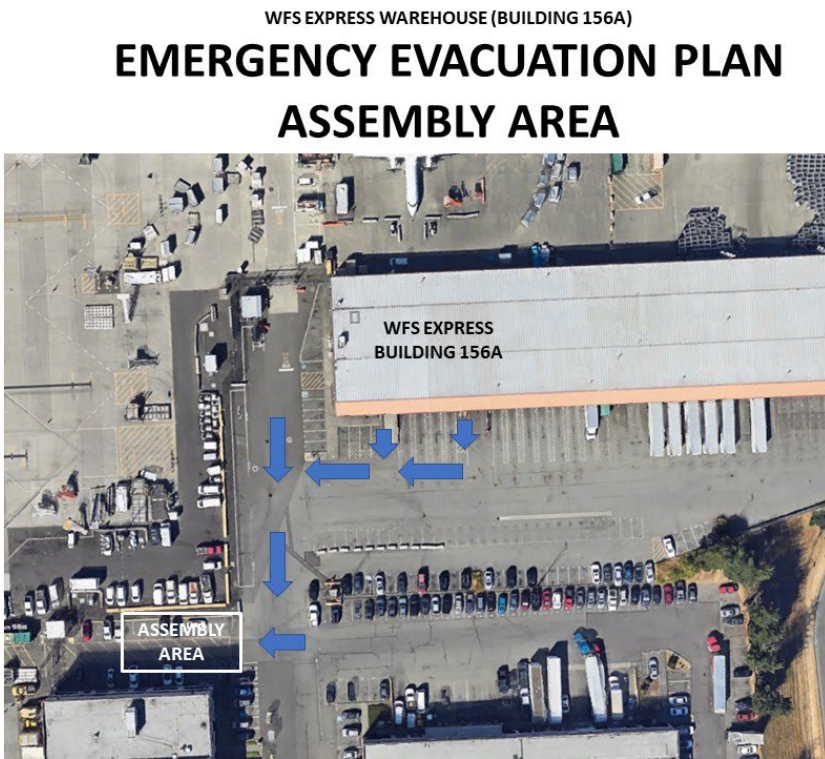 WFS EXPRESS WAREHOUSE (BUILDING 156A)
EMERGENCY EVACUATION PLAN
ASSEMBLY AREA
WFS EXPRESS
BUILDING 156A
ASSEMBLY
AREA